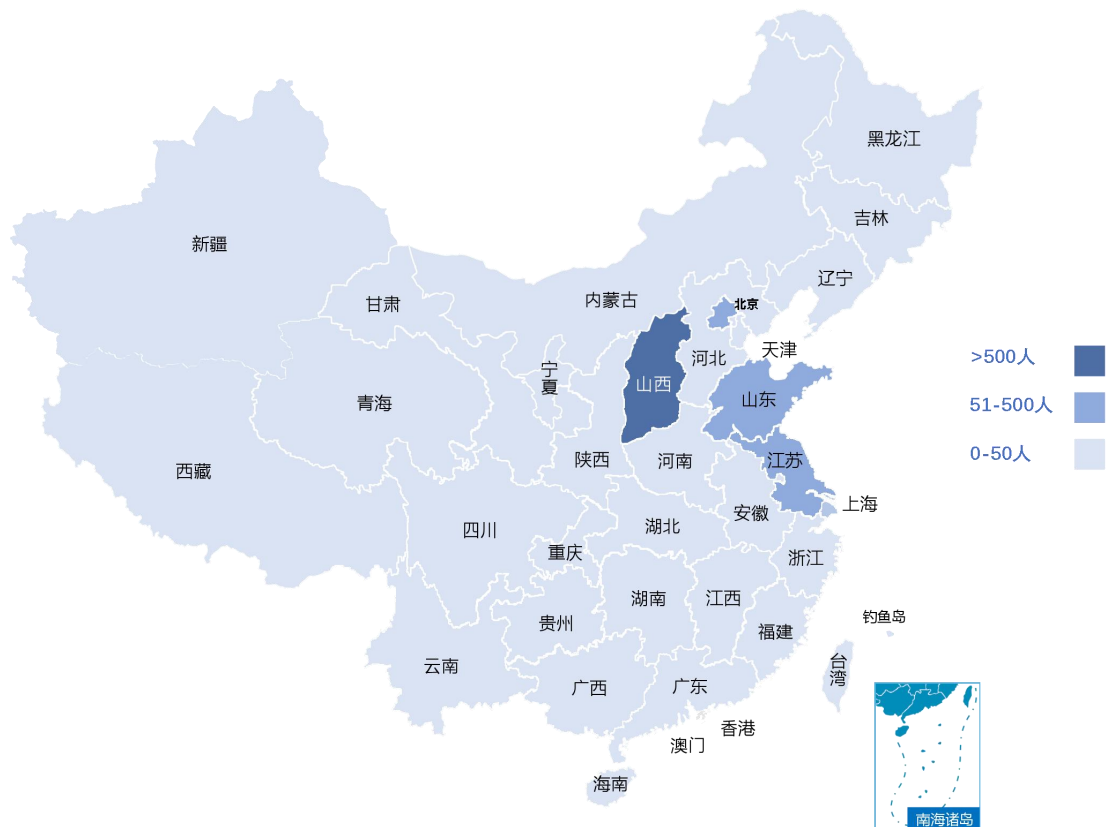 黑龙江
吉林
新疆
辽宁
内蒙古
甘肃
北京
天津
河北
>500人
宁夏
山西
山东
青海
51-500人
0-50人
陕西
河南
江苏
西藏
上海
安徽
湖北
四川
重庆
浙江
湖南
江西
钓鱼岛
贵州
福建
云南
台湾
广西
广东
香港
澳门
海南
南海诸岛